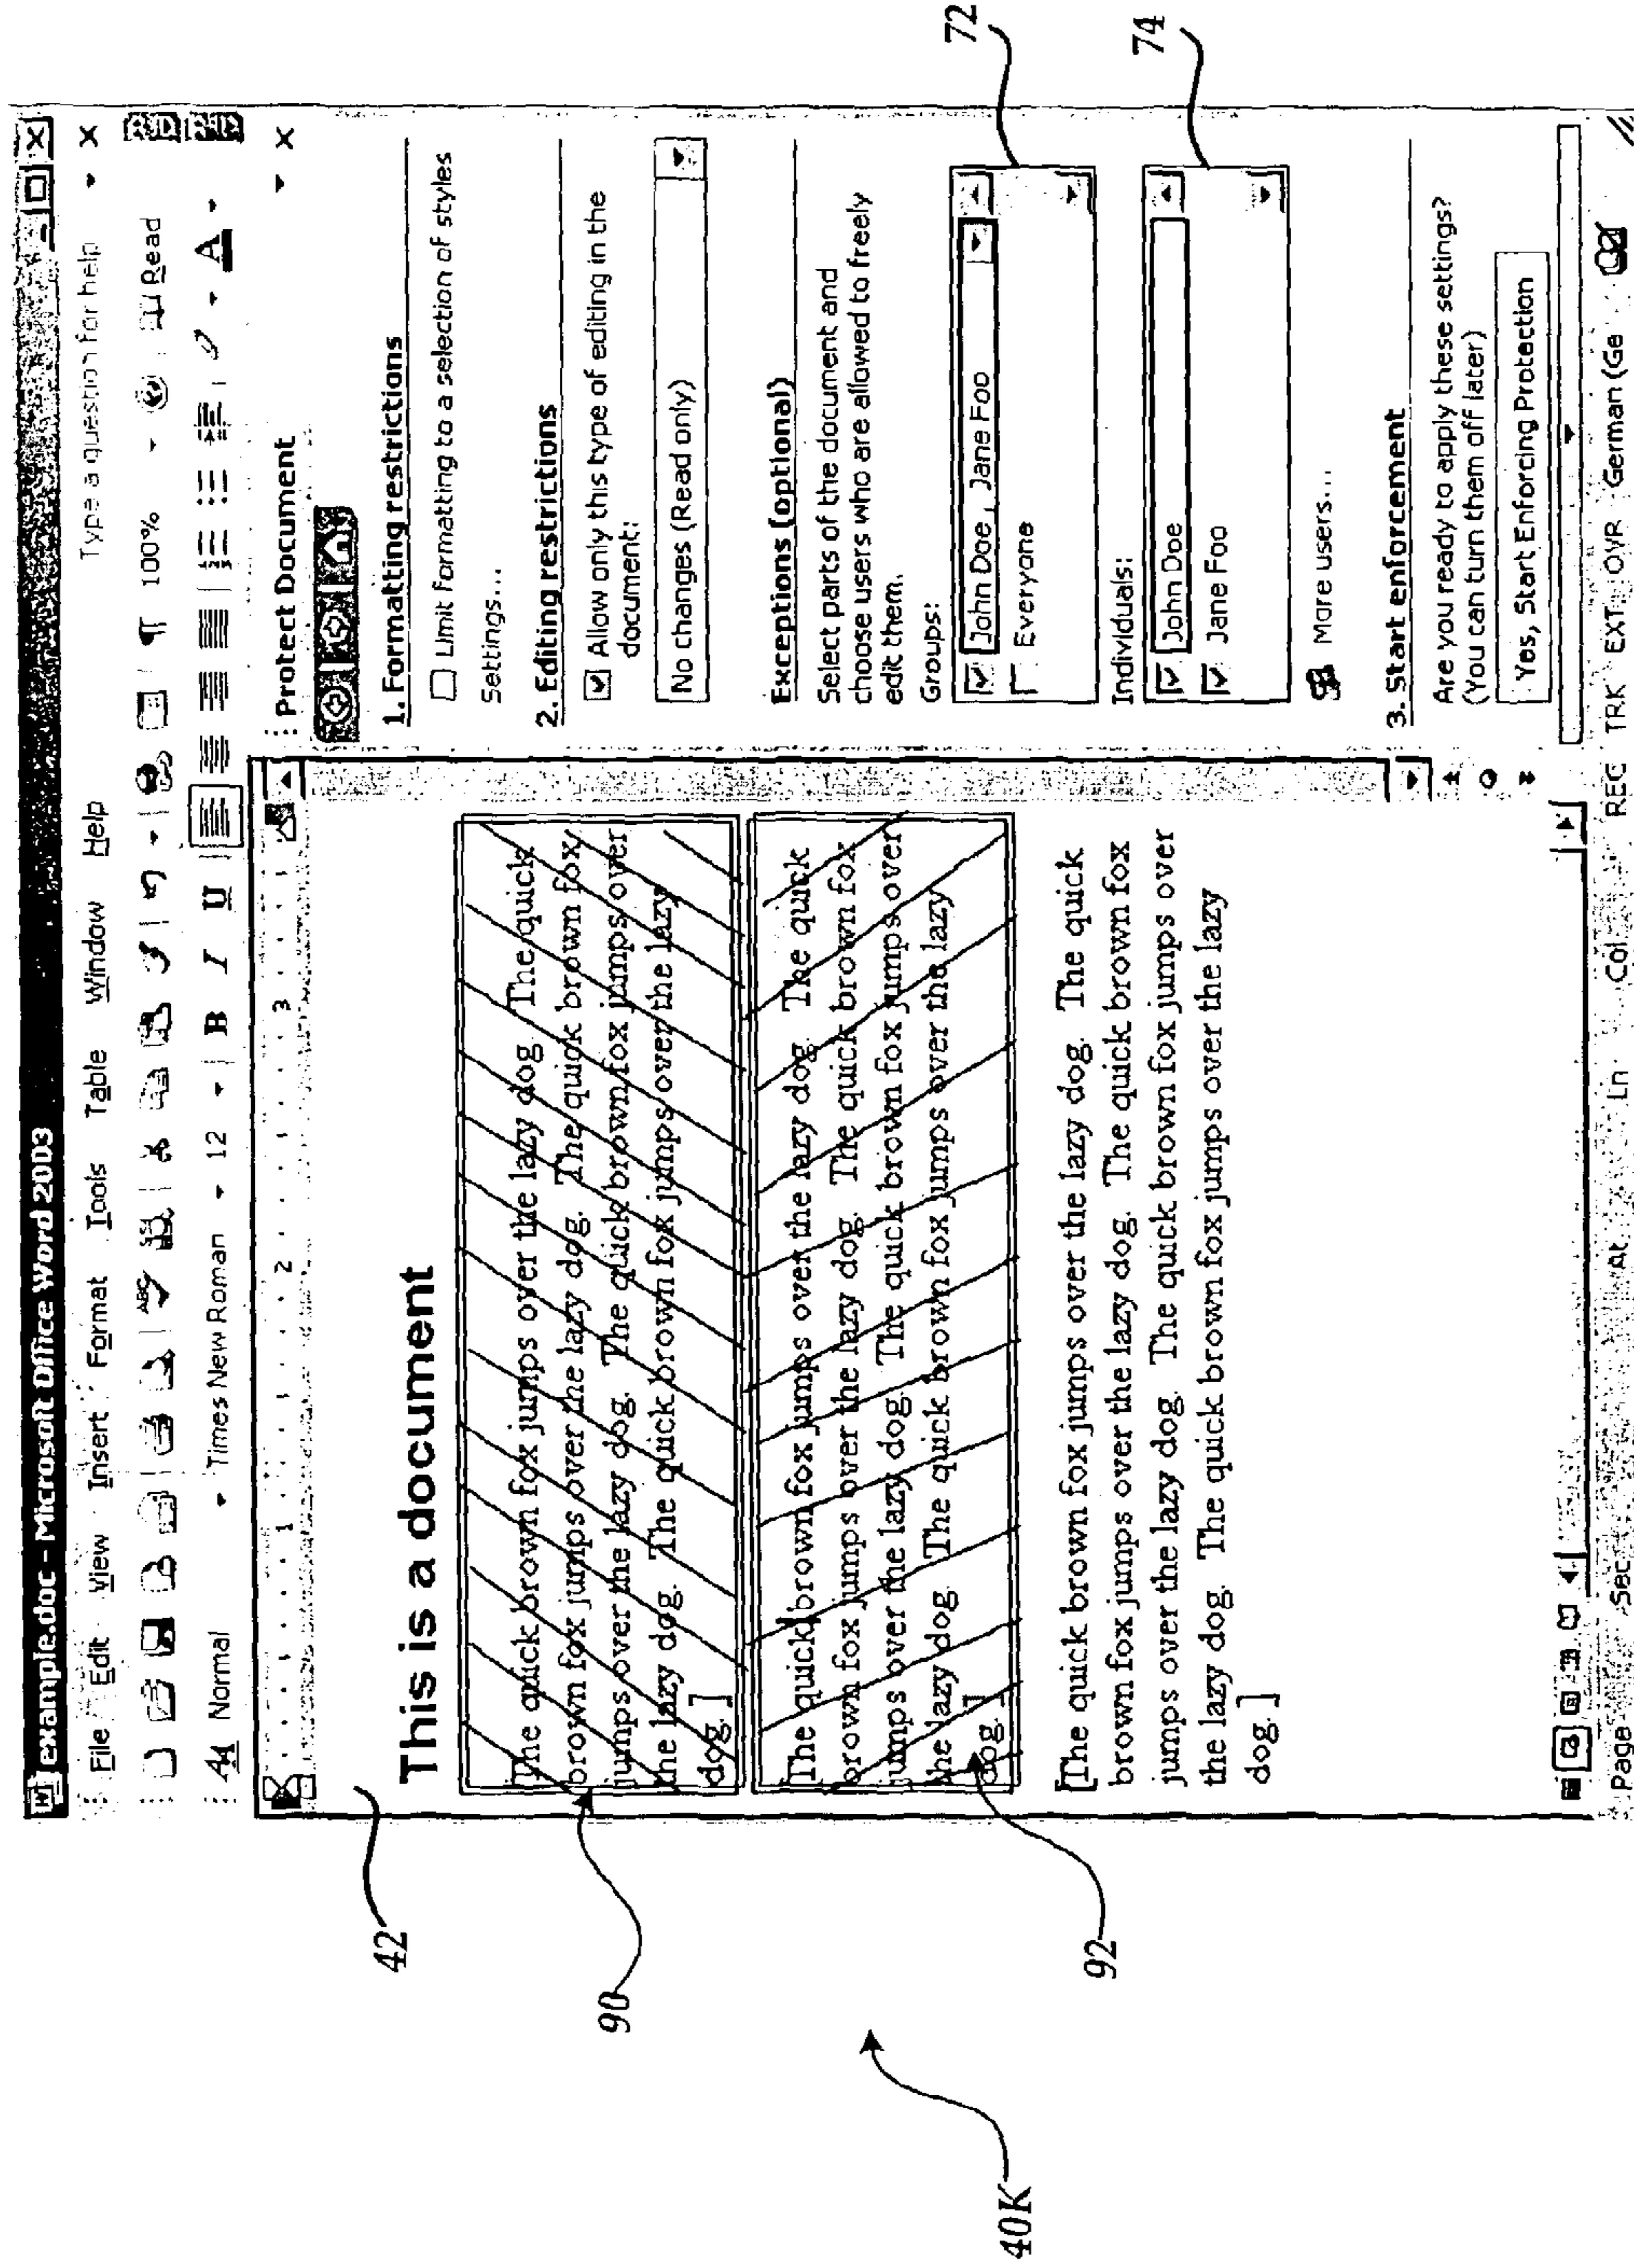 example.doc - Microsoft Office Word 2003
File Edit View Insert Format Tools Table Window Help
Type a question for help
100%
Read
Normal
Times New Roman
12
B I U
A
1 2 3
Protect Document
This is a document
[The quick brown fox jumps over the lazy dog. The quick
brown fox jumps over the lazy dog. The quick brown fox
jumps over the lazy dog. The quick brown fox jumps over
the lazy dog. The quick brown fox jumps over the lazy
dog.]
[The quick brown fox jumps over the lazy dog. The quick
brown fox jumps over the lazy dog. The quick brown fox
jumps over the lazy dog. The quick brown fox jumps over
the lazy dog. The quick brown fox jumps over the lazy
dog.]
[The quick brown fox jumps over the lazy dog. The quick
brown fox jumps over the lazy dog. The quick brown fox
jumps over the lazy dog. The quick brown fox jumps over
the lazy dog. The quick brown fox jumps over the lazy
dog.]
1. Formatting restrictions
Limit formatting to a selection of styles
Settings...
2. Editing restrictions
Allow only this type of editing in the
document:
No changes (Read only)
Exceptions (optional)
Select parts of the document and
choose users who are allowed to freely
edit them.
Groups:
John Doe , Jane Foo
Everyone
Individuals:
John Doe
Jane Foo
More users...
3. Start enforcement
Are you ready to apply these settings?
(You can turn them off later)
Yes, Start Enforcing Protection
Page Sec At Ln Col REC TRK EXT OVR German (Ge
42
90
92
40K
72
74